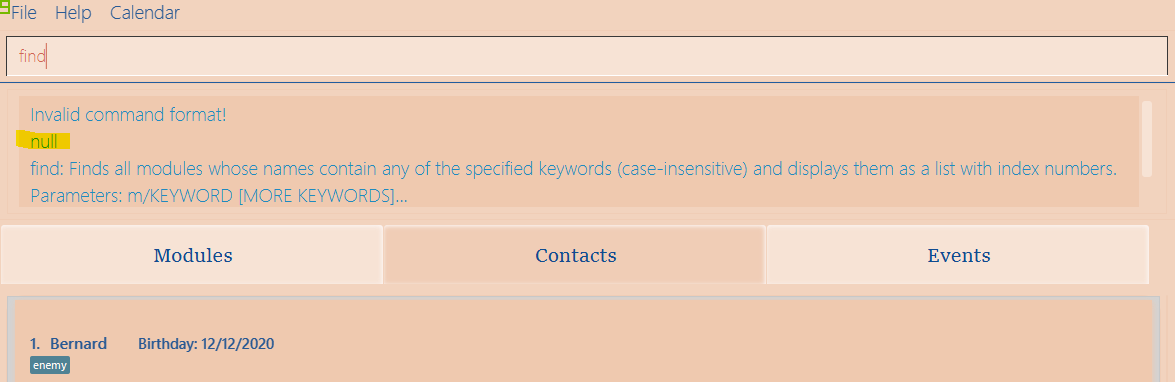 File Help Calendar
find
Invalid command format!
null
find: Finds all modules whose names contain any of the specified keywords (case-insensitive) and displays them as a list with index numbers.
Parameters: m/KEYWORD [MORE KEYWORDS]...
Modules Contacts Events
1. Bernard Birthday: 12/12/2020
enemy